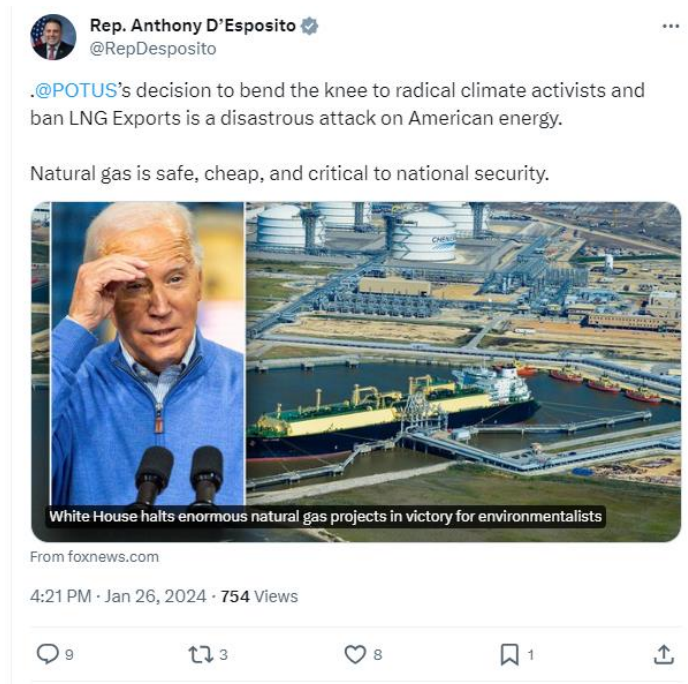 Rep. Anthony D'Esposito
@RepDesposito
.@POTUS's decision to bend the knee to radical climate activists and
ban LNG Exports is a disastrous attack on American energy.
Natural gas is safe, cheap, and critical to national security.
White House halts enormous natural gas projects in victory for environmentalists
From foxnews.com
4:21 PM · Jan 26, 2024 · 754 Views
9 3 8 1